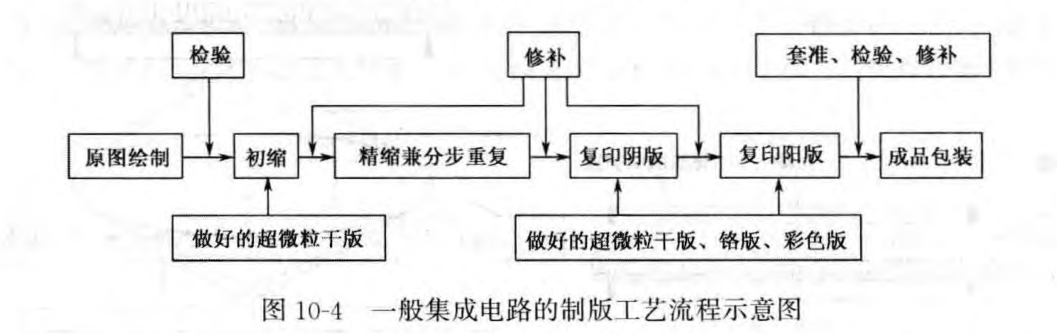 检验
修补
套准、检验、修补
原图绘制
初缩
精缩兼分步重复
复印阴版
复印阳版
成品包装
做好的超微粒干版
做好的超微粒干版、铬版、彩色版
图 10-4 一般集成电路的制版工艺流程示意图